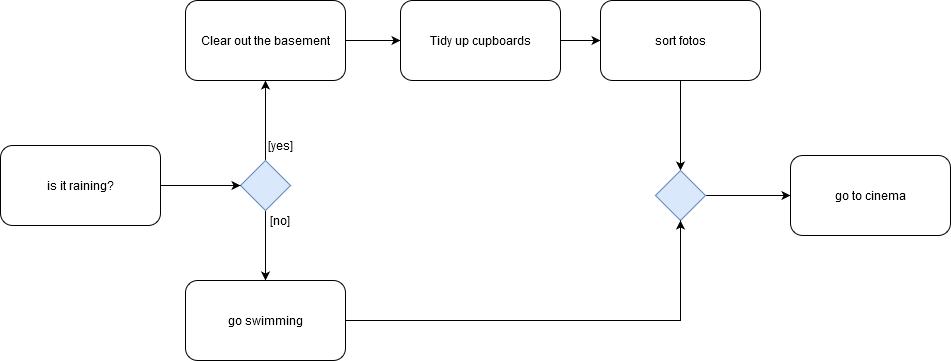 Clear out the basement
Tidy up cupboards
sort fotos
[yes]
is it raining?
go to cinema
[no]
go swimming